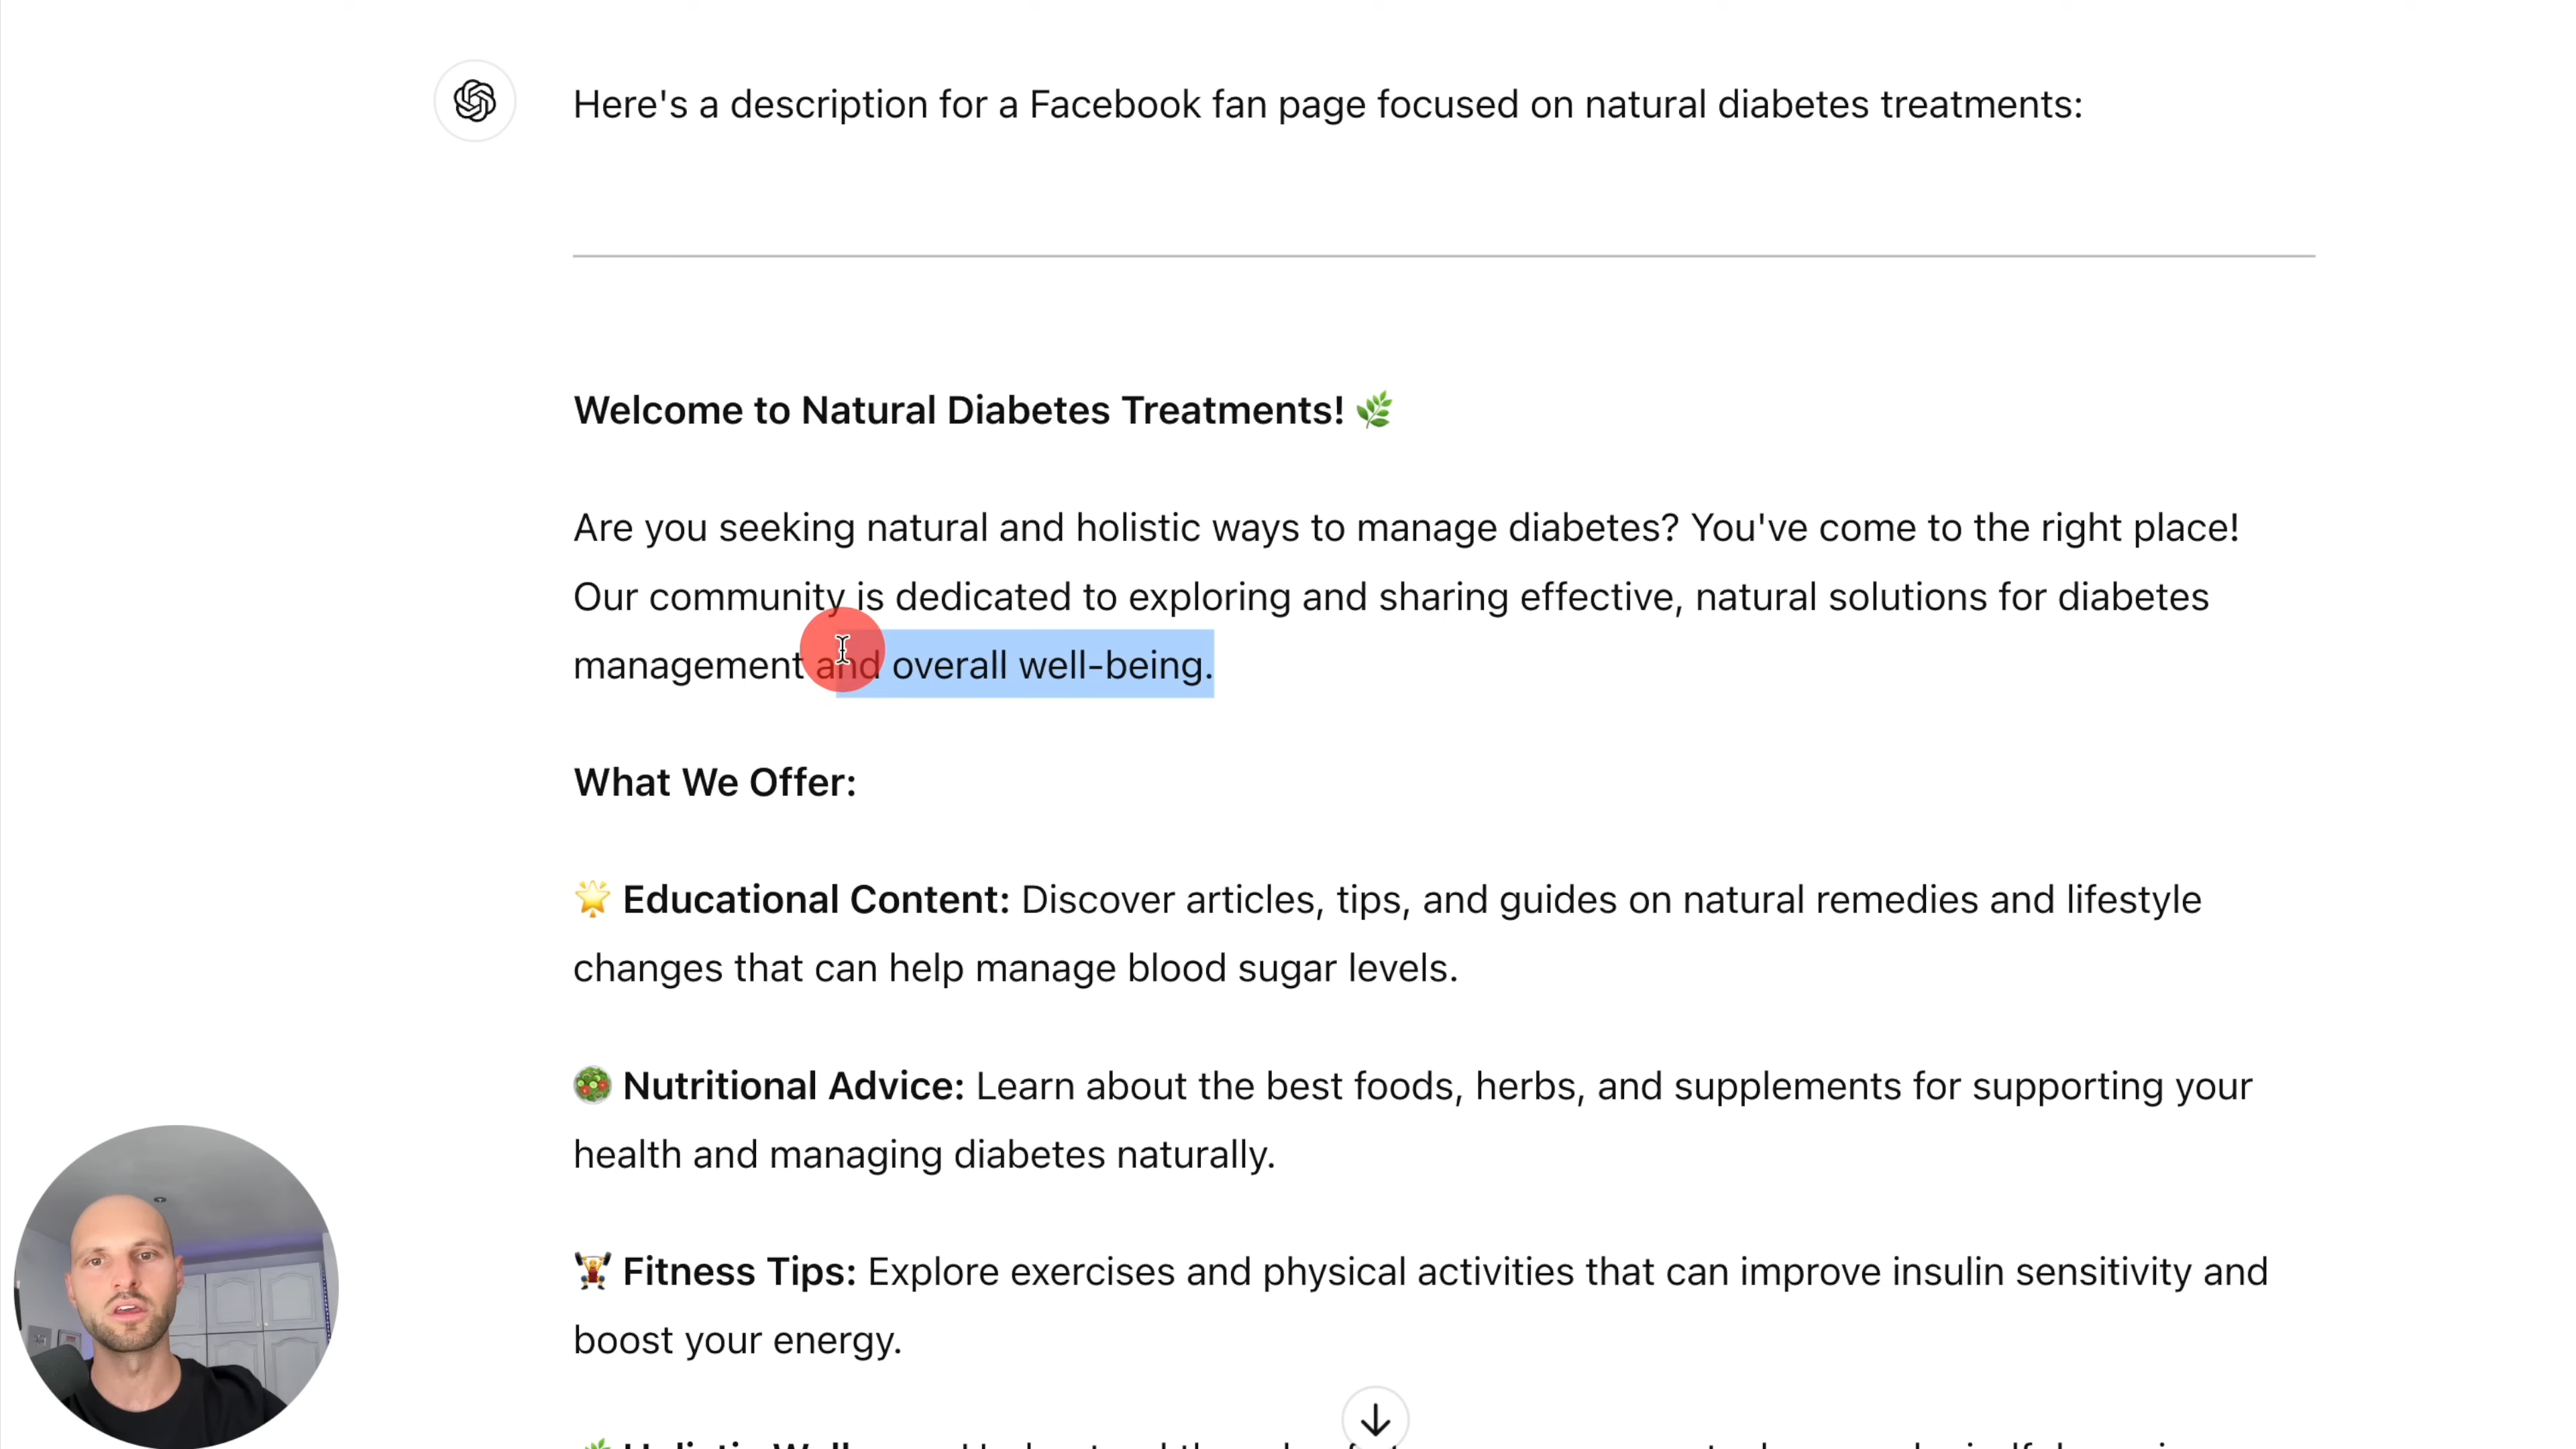 Here's a description for a Facebook fan page focused on natural diabetes treatments:
Welcome to Natural Diabetes Treatments! 🌿
Are you seeking natural and holistic ways to manage diabetes? You've come to the right place!
Our community is dedicated to exploring and sharing effective, natural solutions for diabetes
management and overall well-being.
What We Offer:
🌟 Educational Content: Discover articles, tips, and guides on natural remedies and lifestyle
changes that can help manage blood sugar levels.
🥗 Nutritional Advice: Learn about the best foods, herbs, and supplements for supporting your
health and managing diabetes naturally.
🏋️ Fitness Tips: Explore exercises and physical activities that can improve insulin sensitivity and
boost your energy.